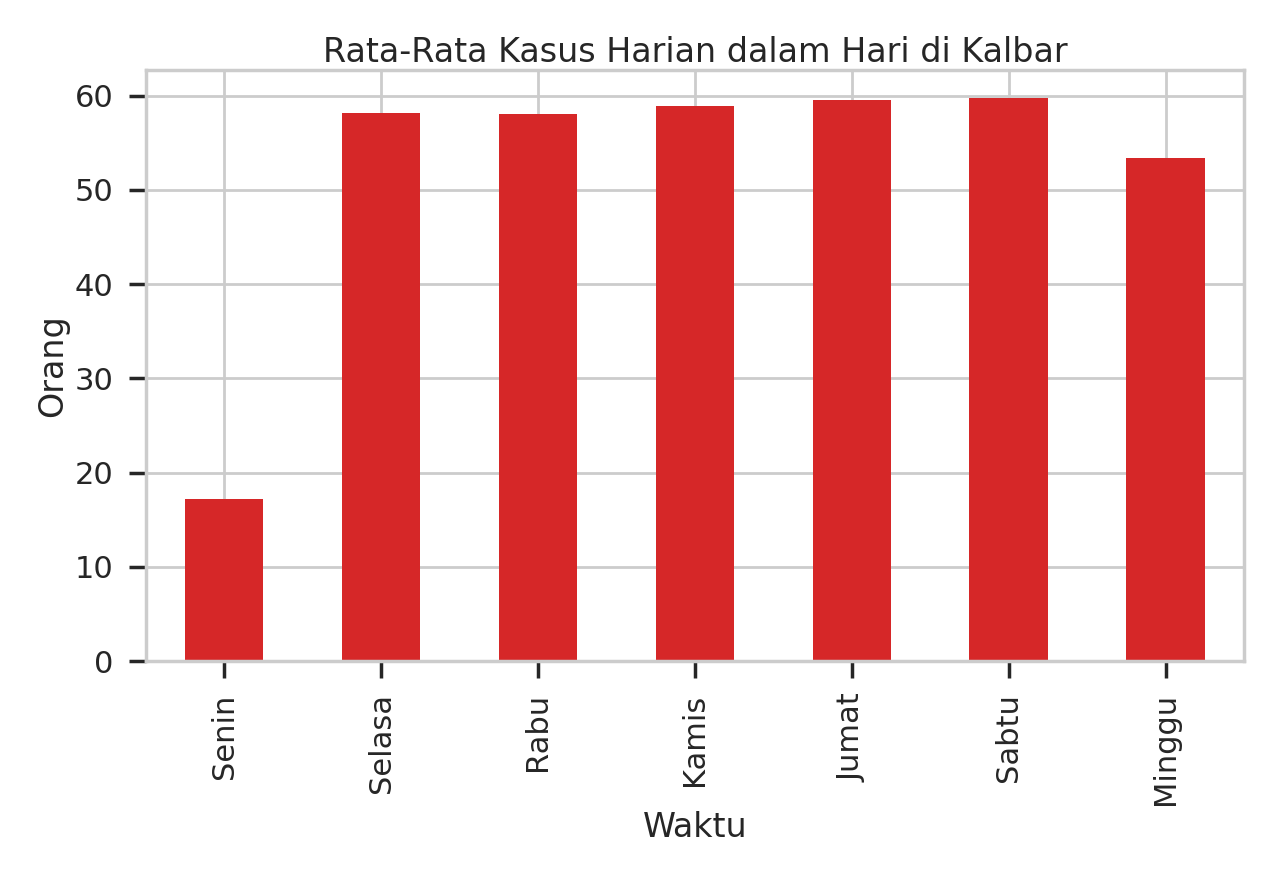 Rata-Rata Kasus Harian dalam Hari di Kalbar
60
50
40
30
20
10
0
Orang
Senin
Selasa
Rabu
Kamis
Jumat
Sabtu
Minggu
Waktu